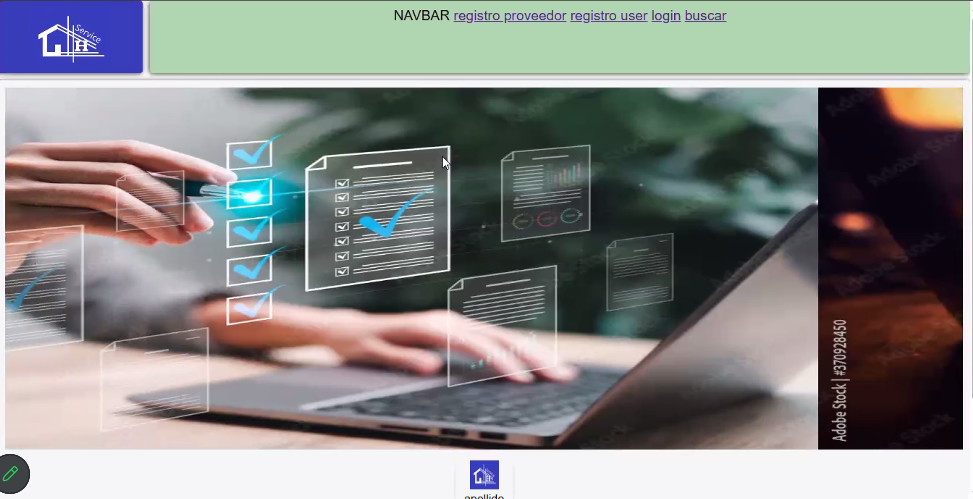 Service
H
NAVBAR registro proveedor registro user login buscar
Adobe Stock | #370928450
apellido